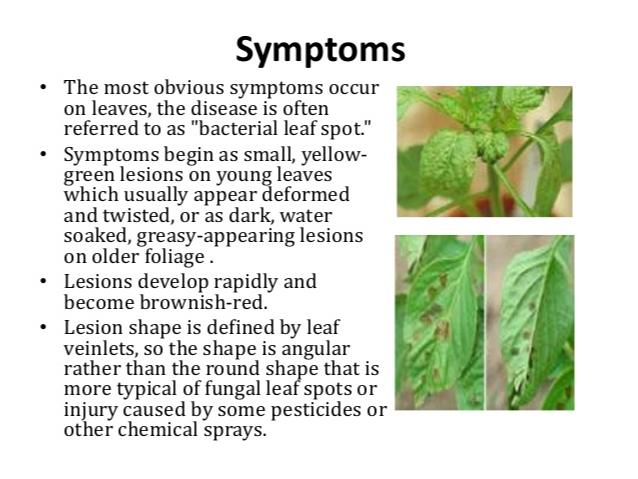 Symptoms
• The most obvious symptoms occur
on leaves, the disease is often
referred to as "bacterial leaf spot."
• Symptoms begin as small, yellow-
green lesions on young leaves
which usually appear deformed
and twisted, or as dark, water
soaked, greasy-appearing lesions
on older foliage .
• Lesions develop rapidly and
become brownish-red.
• Lesion shape is defined by leaf
veinlets, so the shape is angular
rather than the round shape that is
more typical of fungal leaf spots or
injury caused by some pesticides or
other chemical sprays.